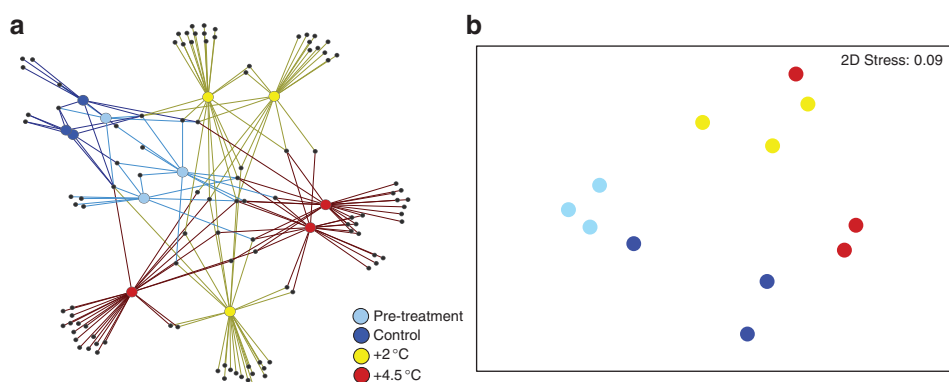 a
b
2D Stress: 0.09
Pre-treatment
Control
+2 °C
+4.5 °C